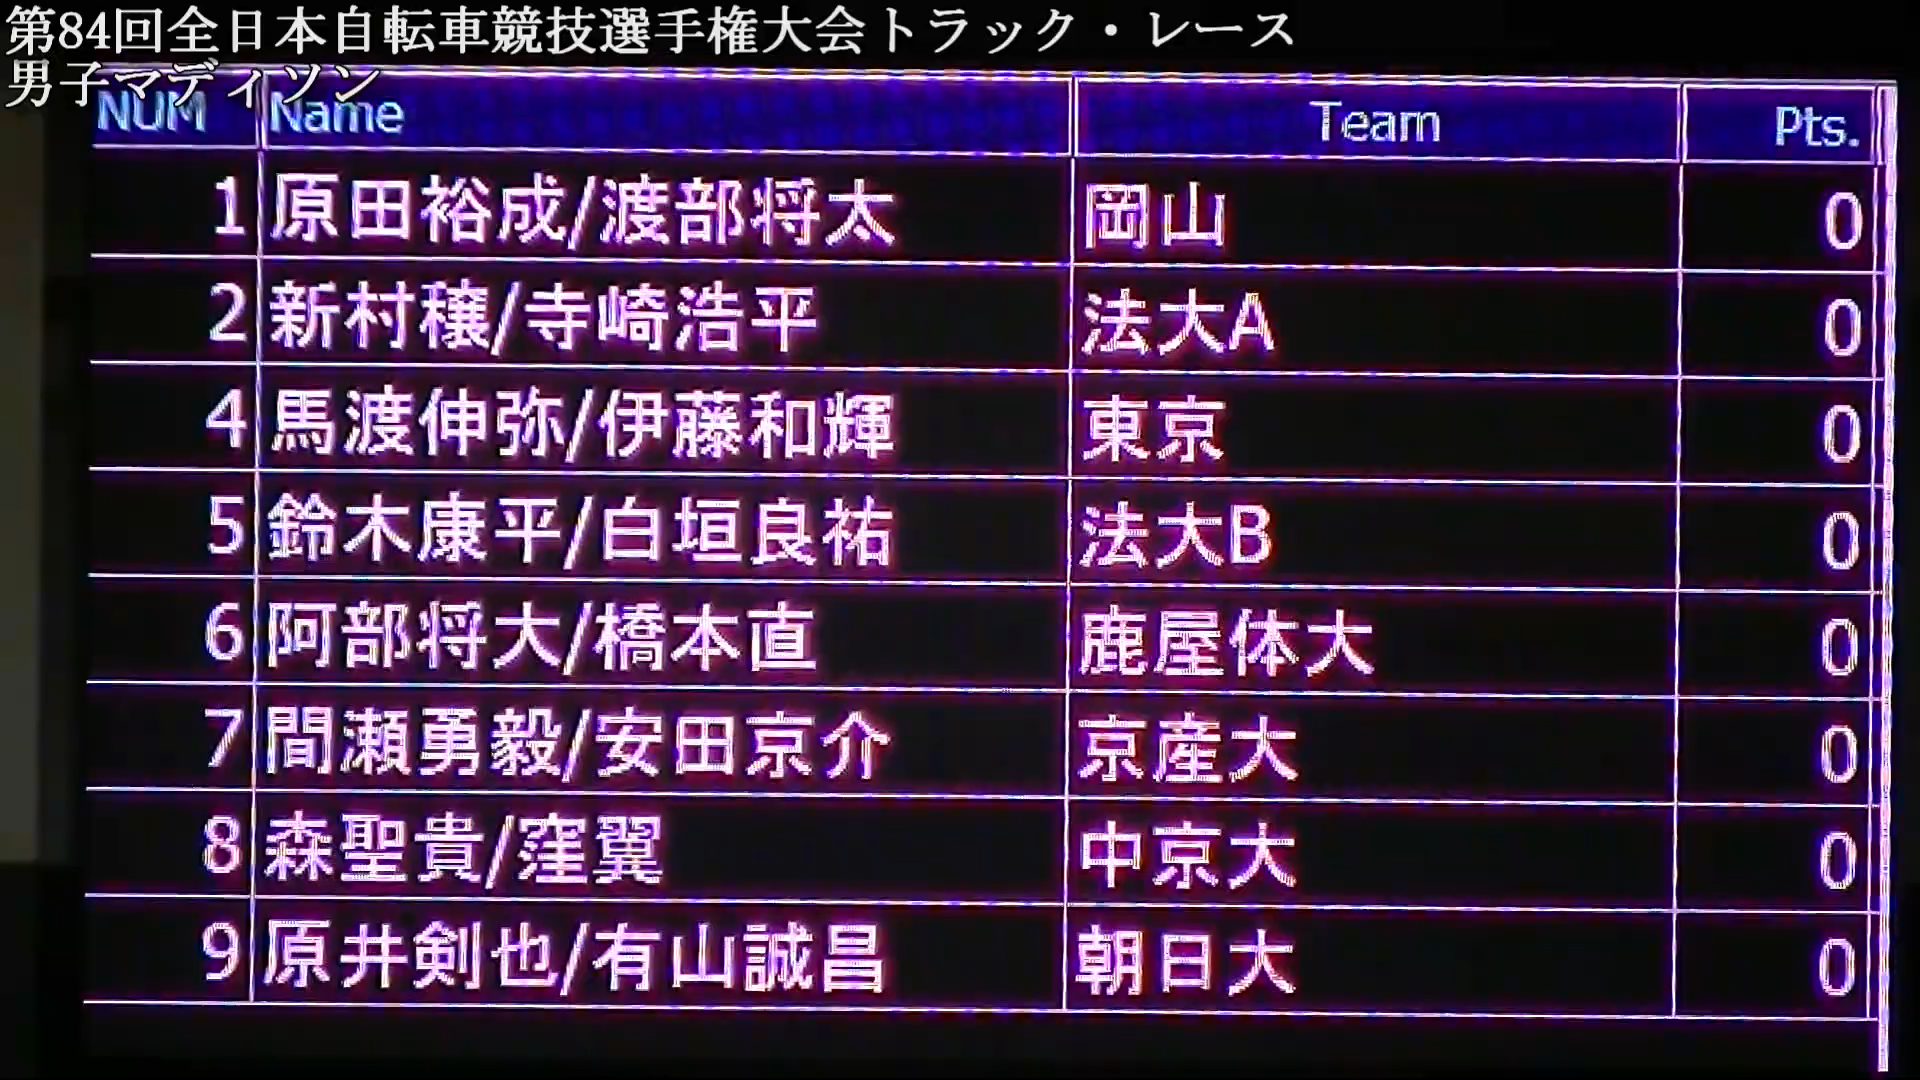 第84回全日本自転車競技選手権大会トラック・レース
男子マディソン
NUM Name Team Pts.
1 原田裕成/渡部将太 岡山 0
2 新村穣/寺崎浩平 法大A 0
4 馬渡伸弥/伊藤和輝 東京 0
5 鈴木康平/白垣良祐 法大B 0
6 阿部将大/橋本直 鹿屋体大 0
7 間瀬勇毅/安田京介 京産大 0
8 森聖貴/窪翼 中京大 0
9 原井剣也/有山誠昌 朝日大 0